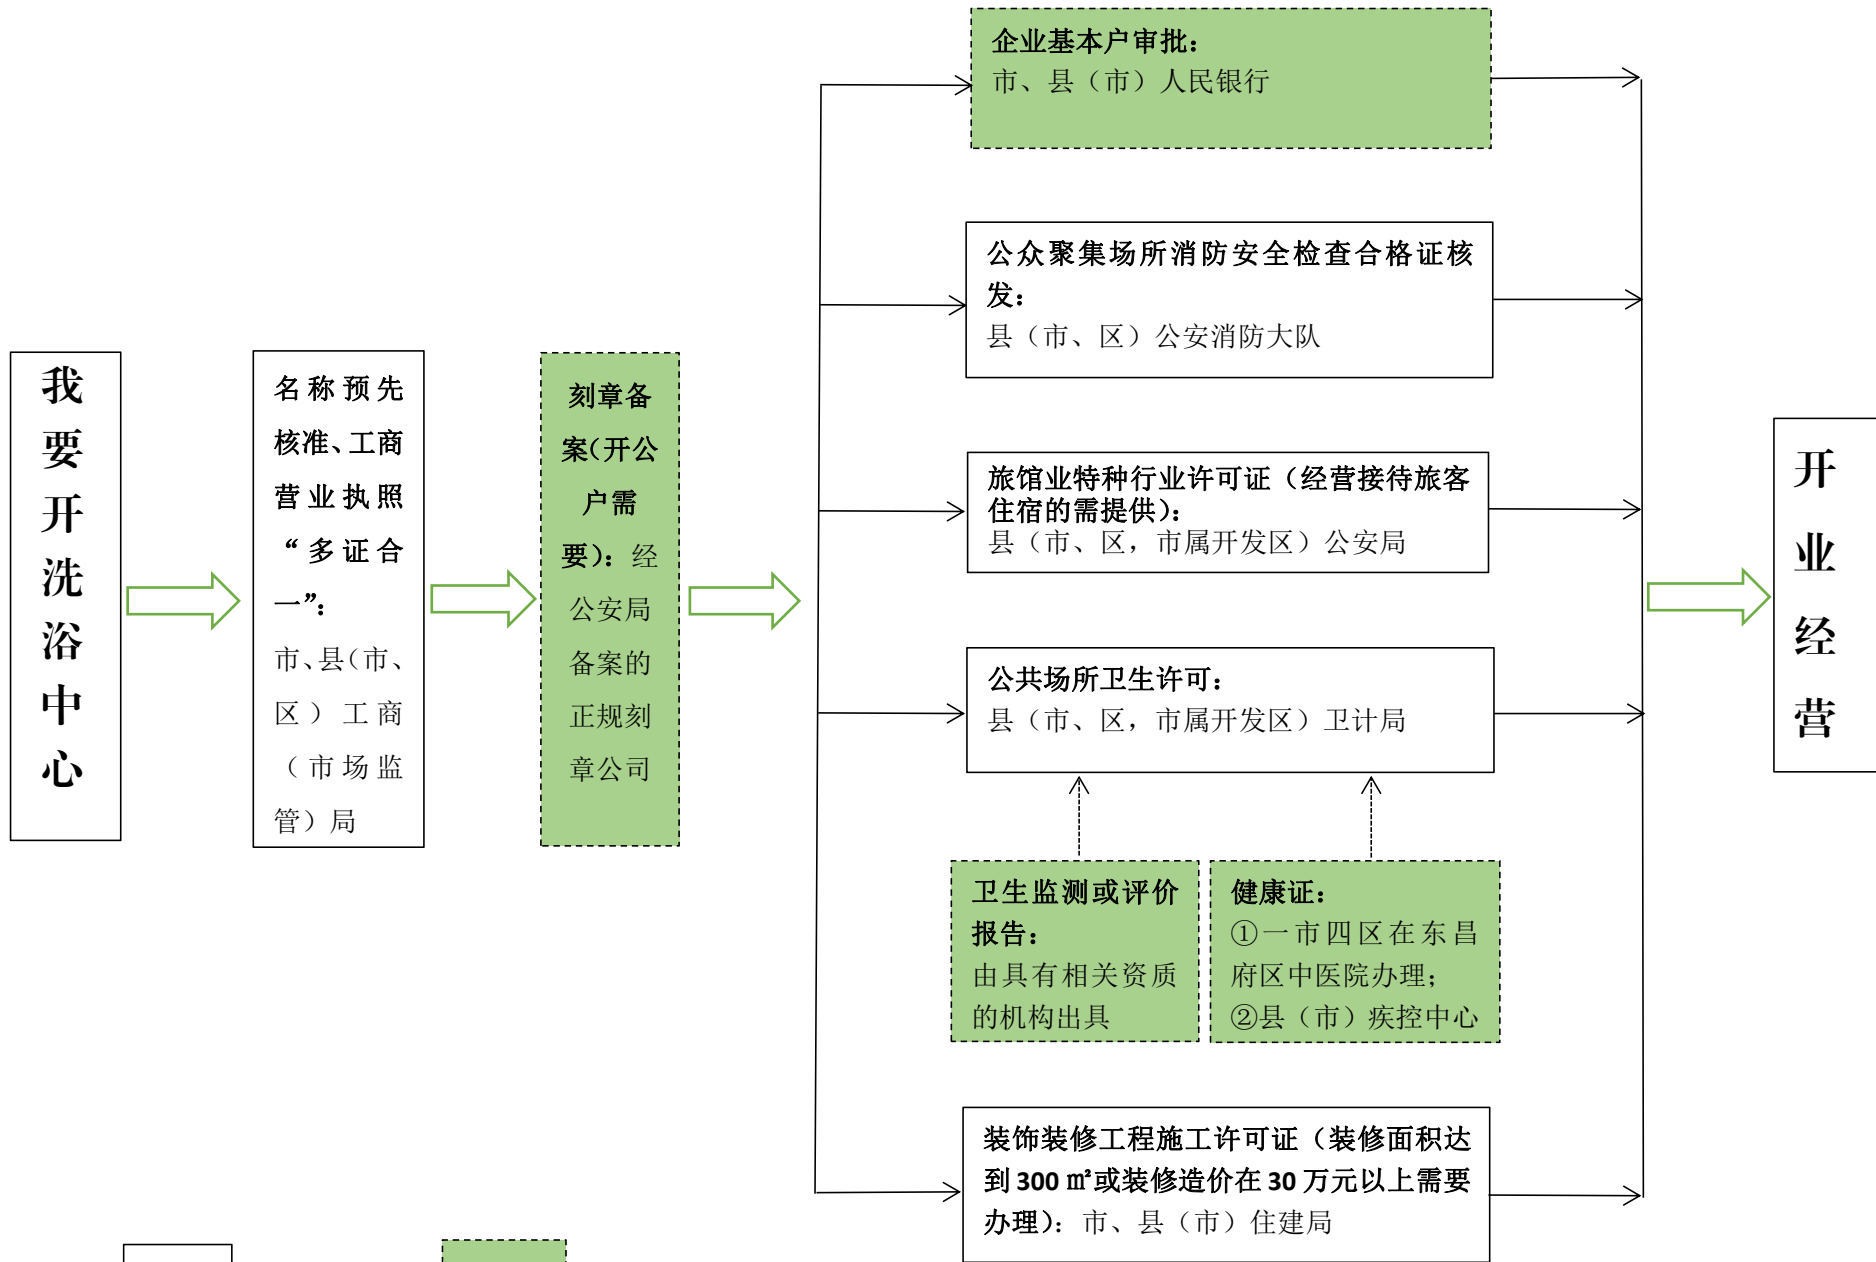 我
要
开
洗
浴
中
心
名称预先
核准、工商
营业执照
“多证合
一”：
市、县（市、
区）工商
（市场监
管）局
刻章备
案（开公
户需
要）：经
公安局
备案的
正规刻
章公司
企业基本户审批：
市、县（市）人民银行
公众聚集场所消防安全检查合格证核
发：
县（市、区）公安消防大队
旅馆业特种行业许可证（经营接待旅客
住宿的需提供）：
县（市、区，市属开发区）公安局
公共场所卫生许可：
县（市、区，市属开发区）卫计局
卫生监测或评价
报告：
由具有相关资质
的机构出具
健康证：
①一市四区在东昌
府区中医院办理；
②县（市）疾控中心
装饰装修工程施工许可证（装修面积达
到 300 ㎡或装修造价在 30 万元以上需要
办理）：市、县（市）住建局
开
业
经
营